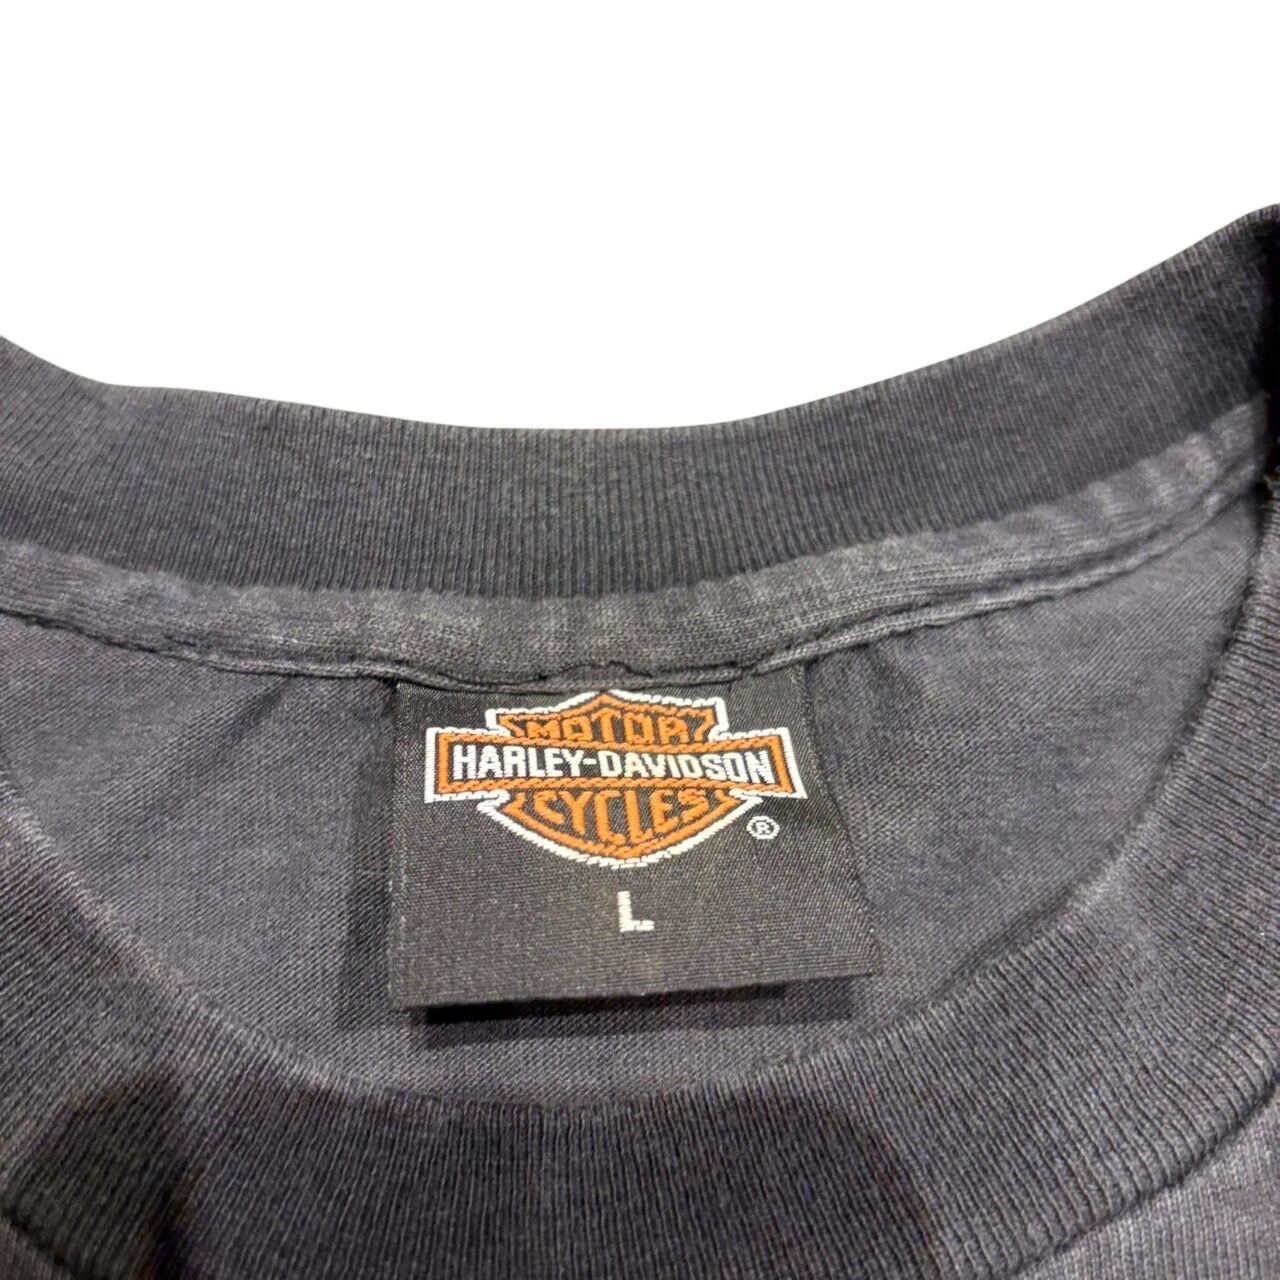 MOTOR
HARLEY-DAVIDSON
CYCLES
®
L